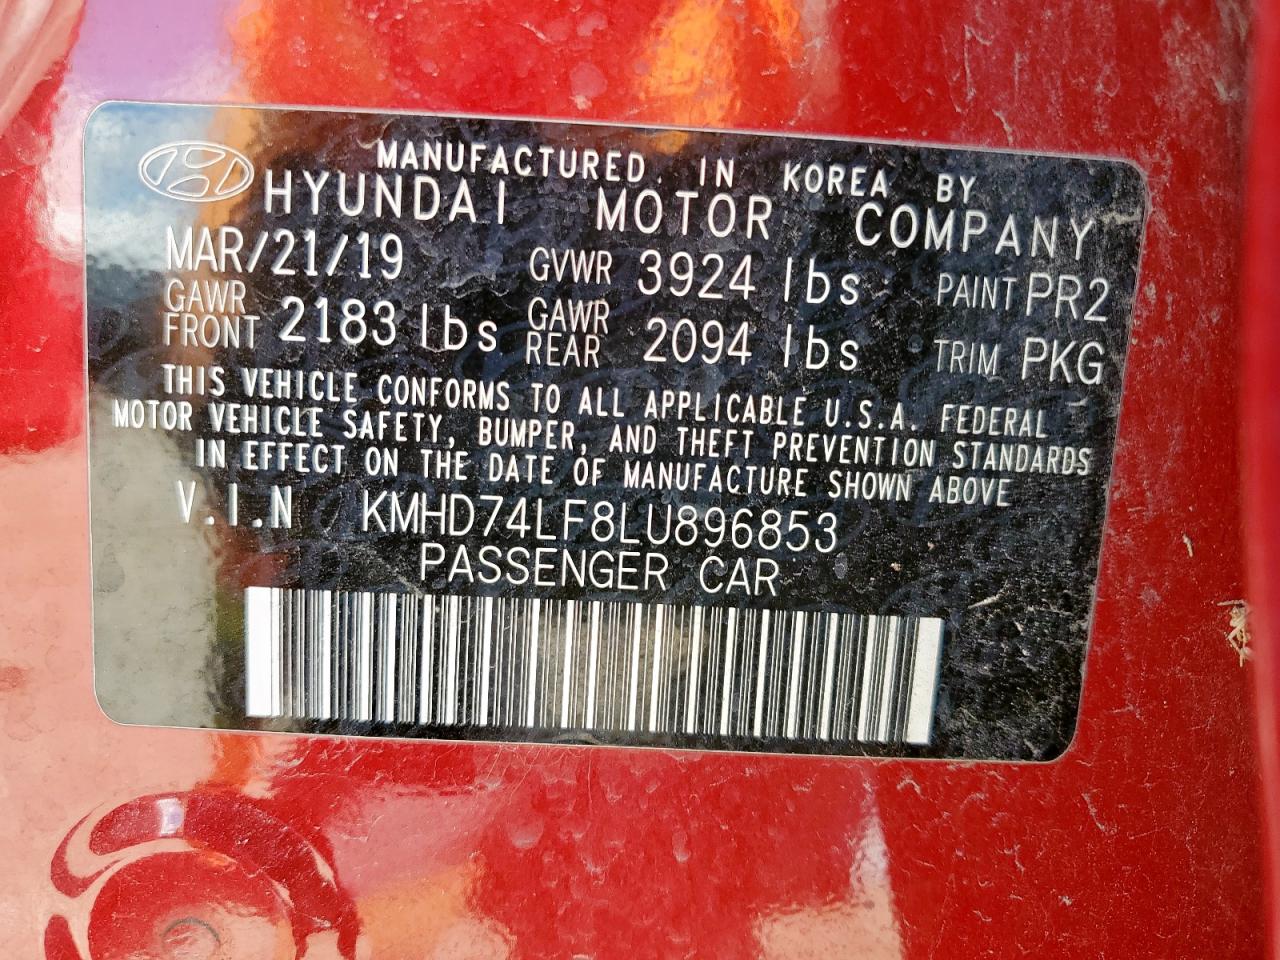 MANUFACTURED IN KOREA BY
HYUNDAI MOTOR COMPANY
MAR/21/19 GVWR 3924 lbs PAINT PR2
GAWR FRONT 2183 lbs GAWR REAR 2094 lbs TRIM PKG
THIS VEHICLE CONFORMS TO ALL APPLICABLE U.S.A. FEDERAL
MOTOR VEHICLE SAFETY, BUMPER, AND THEFT PREVENTION STANDARDS
IN EFFECT ON THE DATE OF MANUFACTURE SHOWN ABOVE
V.I.N KMHD74LF8LU896853
PASSENGER CAR